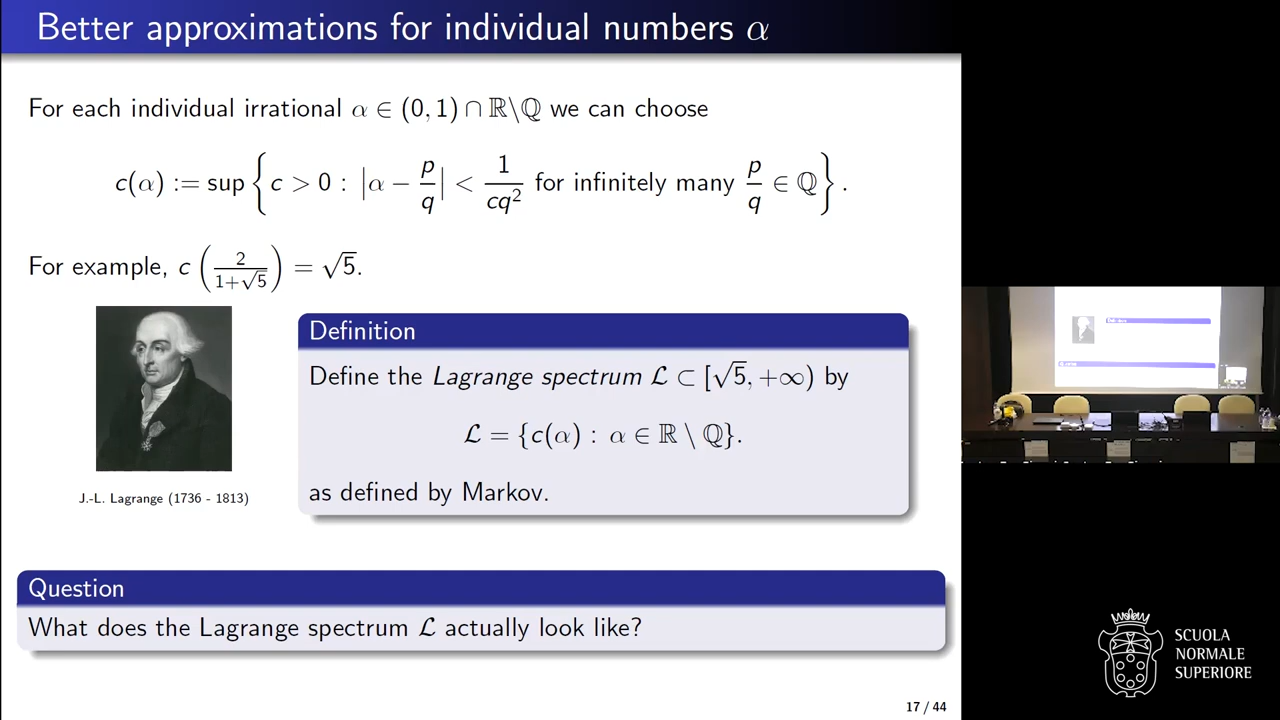 Better approximations for individual numbers α
For each individual irrational α ∈ (0, 1) ∩ ℝ\ℚ we can choose
c(α) := sup { c > 0 : |α − p/q| < 1/(cq²) for infinitely many p/q ∈ ℚ } .
For example, c (2/(1+√5)) = √5.
Definition
Define the Lagrange spectrum ℒ ⊂ [√5, +∞) by
ℒ = {c(α) : α ∈ ℝ \ ℚ}.
as defined by Markov.
J.-L. Lagrange (1736 - 1813)
Question
What does the Lagrange spectrum ℒ actually look like?
17 / 44
SCUOLA
NORMALE
SUPERIORE